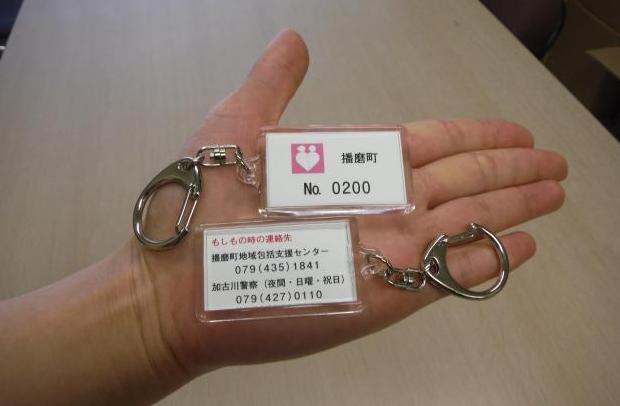 播磨町
No. 0200
もしもの時の連絡先
播磨町地域包括支援センター
079(435)1841
加古川警察（夜間・日曜・祝日）
079(427)0110